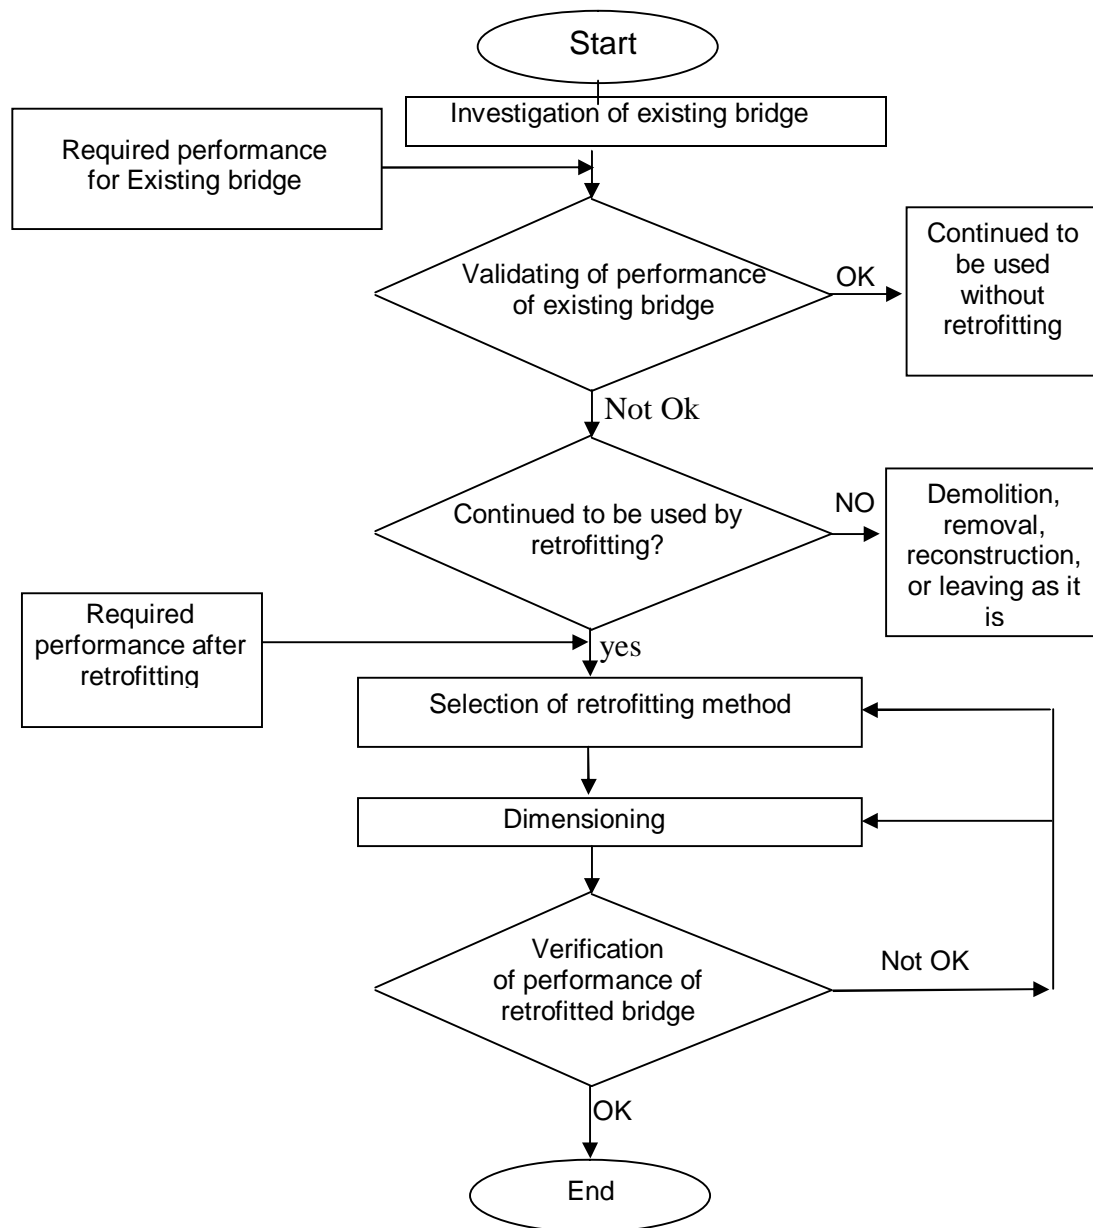 Start
Investigation of existing bridge
Required performance
for Existing bridge
Validating of performance
of existing bridge
OK
Continued to
be used
without
retrofitting
Not Ok
Continued to be used by
retrofitting?
NO
Demolition,
removal,
reconstruction,
or leaving as it
is
Required
performance after
retrofitting
yes
Selection of retrofitting method
Dimensioning
Verification
of performance of
retrofitted bridge
Not OK
OK
End